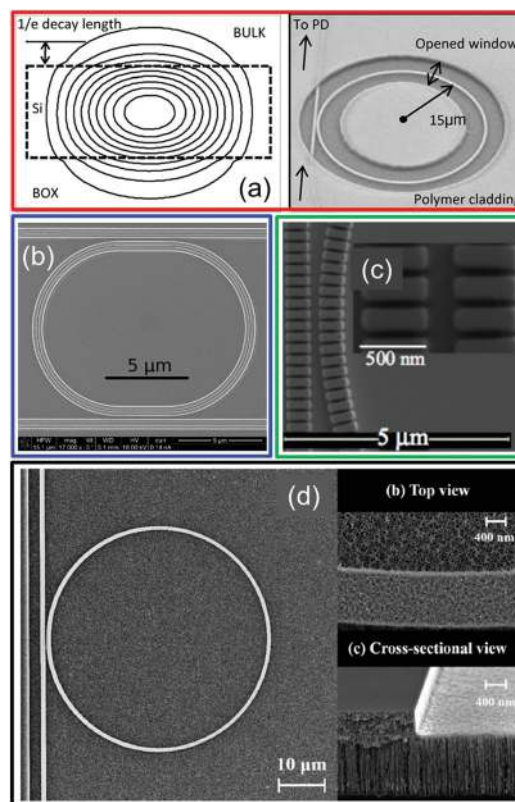 1/e decay length
BULK
Si
BOX
(a)
To PD
Opened window
15μm
Polymer cladding
(b)
5 μm
(c)
500 nm
5 μm
(d)
10 μm
(b) Top view
400 nm
(c) Cross-sectional view
400 nm